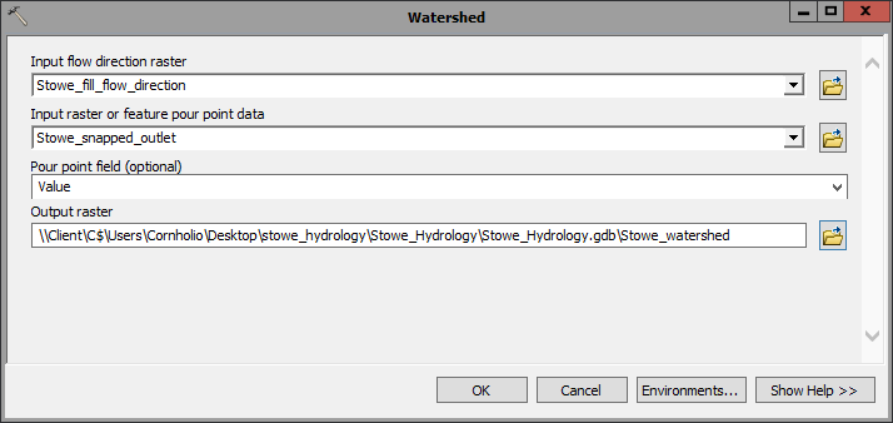 Watershed
Input flow direction raster
Stowe_fill_flow_direction
Input raster or feature pour point data
Stowe_snapped_outlet
Pour point field (optional)
Value
Output raster
\\Client\C$\Users\Cornholio\Desktop\stowe_hydrology\Stowe_Hydrology\Stowe_Hydrology.gdb\Stowe_watershed
OK Cancel Environments... Show Help >>